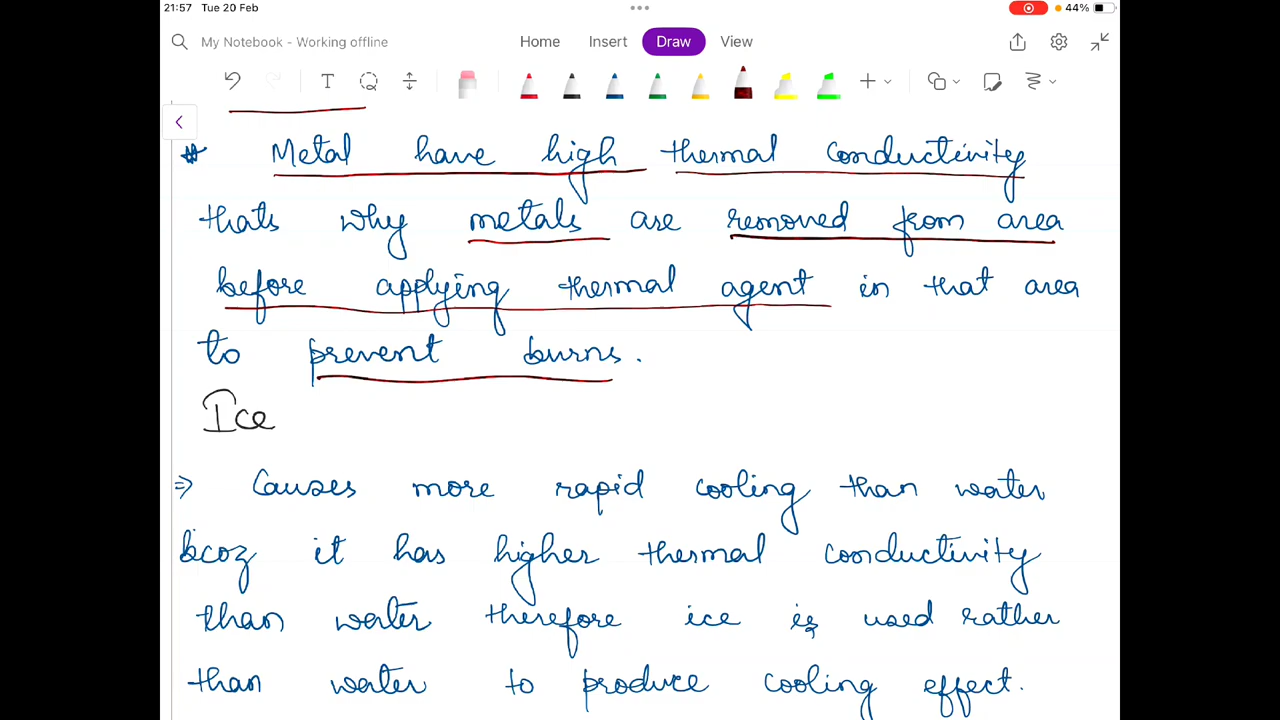 21:57 Tue 20 Feb
44%
My Notebook - Working offline
Home Insert Draw View
Metal have high thermal conductivity
thats why metals are removed from area
before applying thermal agent in that area
to prevent burns.
Ice
⇒ Causes more rapid cooling than water
bcoz it has higher thermal conductivity
than water therefore ice is used rather
than water to produce cooling effect.